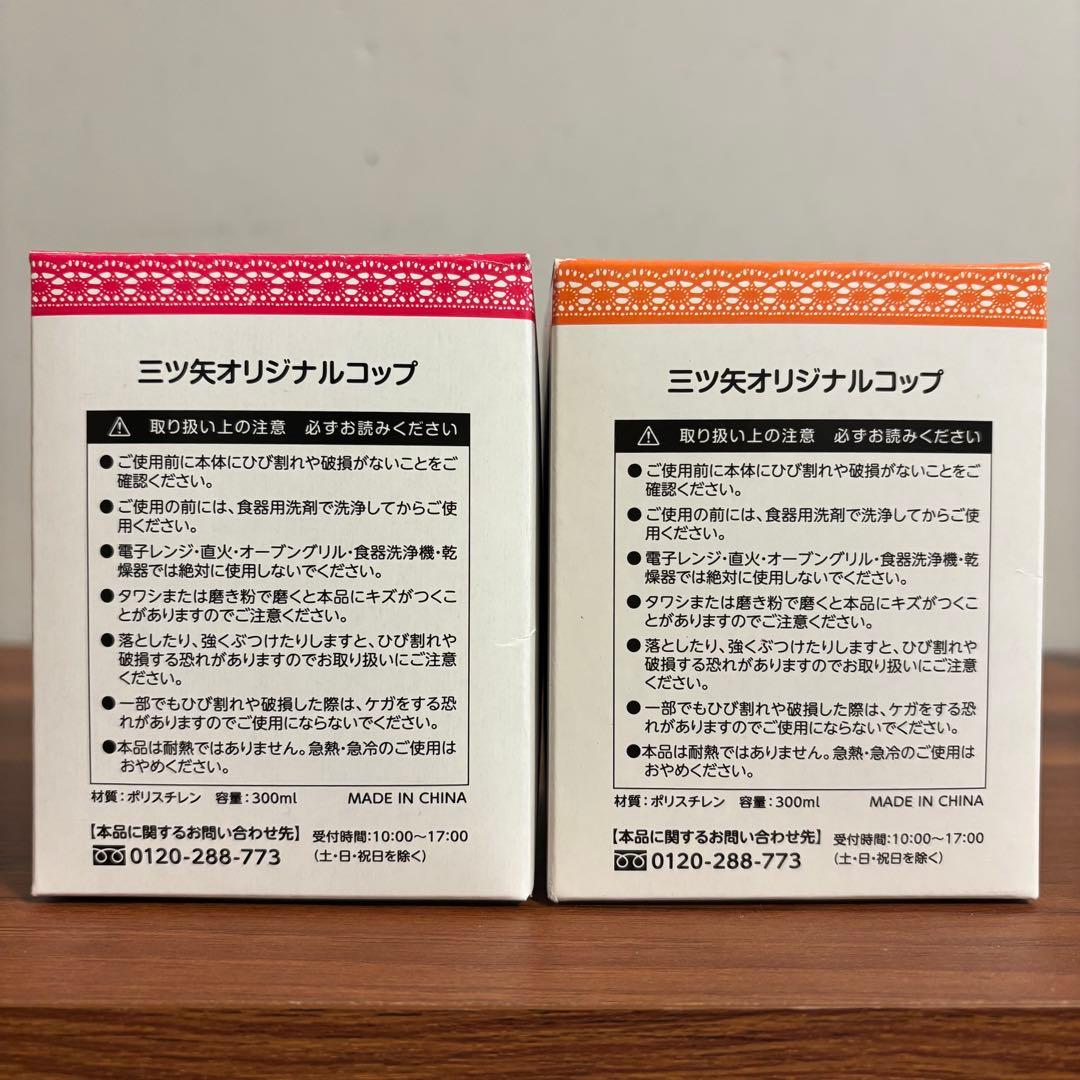 三ツ矢オリジナルコップ
⚠ 取り扱い上の注意 必ずお読みください
●ご使用前に本体にひび割れや破損がないことをご
確認ください。
●ご使用の前には、食器用洗剤で洗浄してからご使
用ください。
●電子レンジ・直火・オーブングリル・食器洗浄機・乾
燥器では絶対に使用しないでください。
●タワシまたは磨き粉で磨くと本品にキズがつくこ
とがありますのでご注意ください。
●落としたり、強くぶつけたりしますと、ひび割れや
破損する恐れがありますのでお取り扱いにご注意
ください。
●一部でもひび割れや破損した際は、ケガをする恐
れがありますのでご使用にならないでください。
●本品は耐熱ではありません。急熱・急冷のご使用は
おやめください。
材質：ポリスチレン 容量：300ml MADE IN CHINA
【本品に関するお問い合わせ先】 受付時間：10:00～17:00
0120-288-773 （土・日・祝日を除く）
三ツ矢オリジナルコップ
⚠ 取り扱い上の注意 必ずお読みください
●ご使用前に本体にひび割れや破損がないことをご
確認ください。
●ご使用の前には、食器用洗剤で洗浄してからご使
用ください。
●電子レンジ・直火・オーブングリル・食器洗浄機・乾
燥器では絶対に使用しないでください。
●タワシまたは磨き粉で磨くと本品にキズがつくこ
とがありますのでご注意ください。
●落としたり、強くぶつけたりしますと、ひび割れや
破損する恐れがありますのでお取り扱いにご注意
ください。
●一部でもひび割れや破損した際は、ケガをする恐
れがありますのでご使用にならないでください。
●本品は耐熱ではありません。急熱・急冷のご使用は
おやめください。
材質：ポリスチレン 容量：300ml MADE IN CHINA
【本品に関するお問い合わせ先】 受付時間：10:00～17:00
0120-288-773 （土・日・祝日を除く）